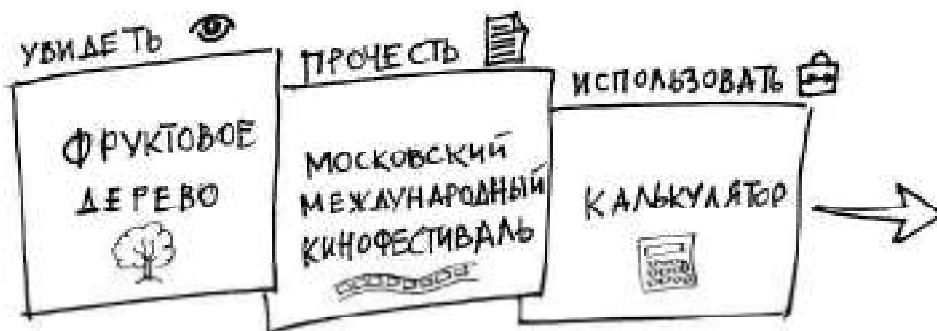 УВИДЕТЬ
ФРУКТОВОЕ
ДЕРЕВО
ПРОЧЕСТЬ
МОСКОВСКИЙ
МЕЖДУНАРОДНЫЙ
КИНОФЕСТИВАЛЬ
ИСПОЛЬЗОВАТЬ
КАЛЬКУЛЯТОР